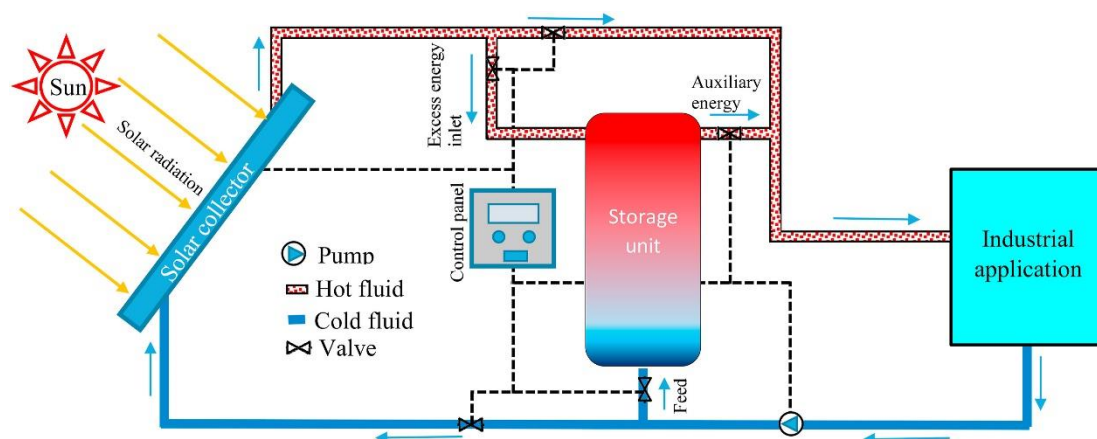 Sun
Solar radiation
Solar collector
Excess energy
inlet
Auxiliary
energy
Control panel
Storage
unit
Industrial
application
Pump
Hot fluid
Cold fluid
Valve
Feed